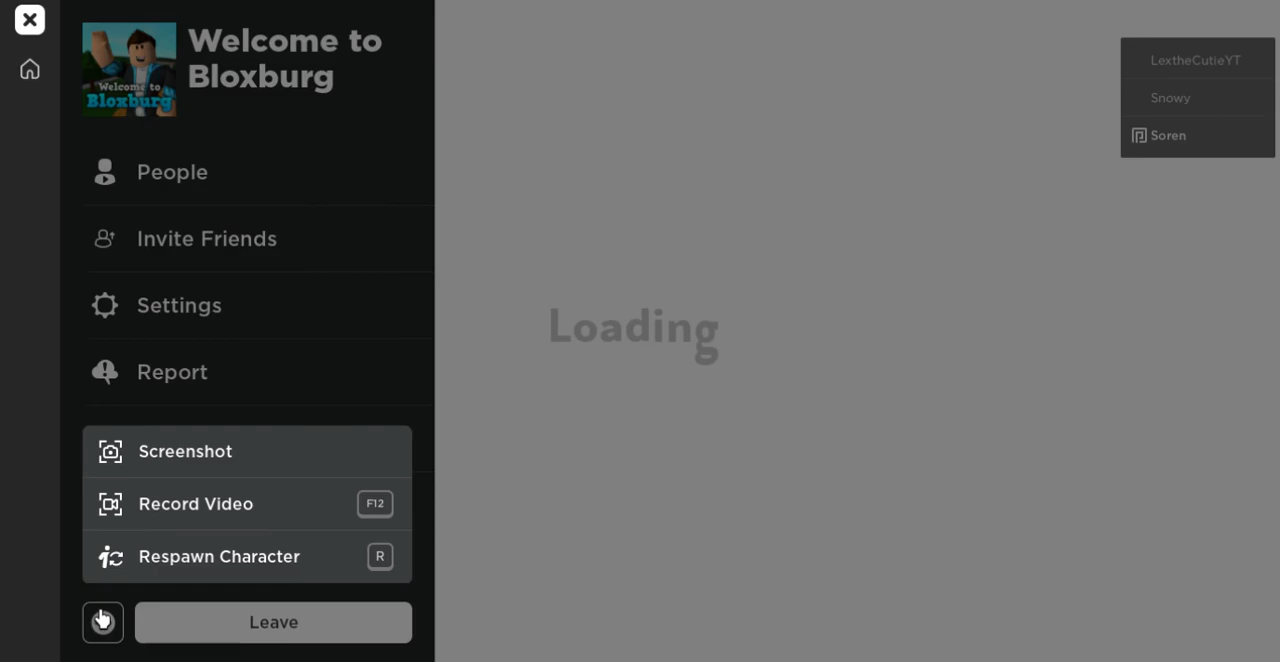 Welcome to
Bloxburg
Welcome to
Bloxburg
People
Invite Friends
Settings
Report
Screenshot
Record Video F12
Respawn Character R
Leave
Loading
LextheCutieYT
Snowy
Soren